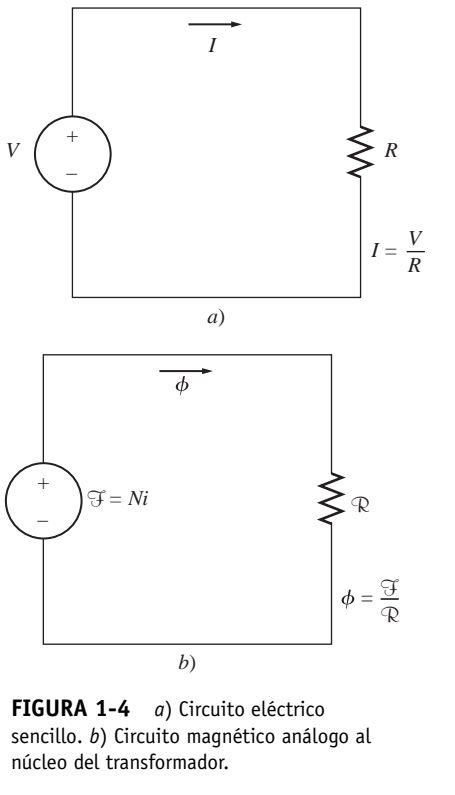 I
V
+
–
R
I = V/R
a)
ϕ
+
–
ℱ = Ni
ℛ
ϕ = ℱ/ℛ
b)
FIGURA 1-4 a) Circuito eléctrico
sencillo. b) Circuito magnético análogo al
núcleo del transformador.